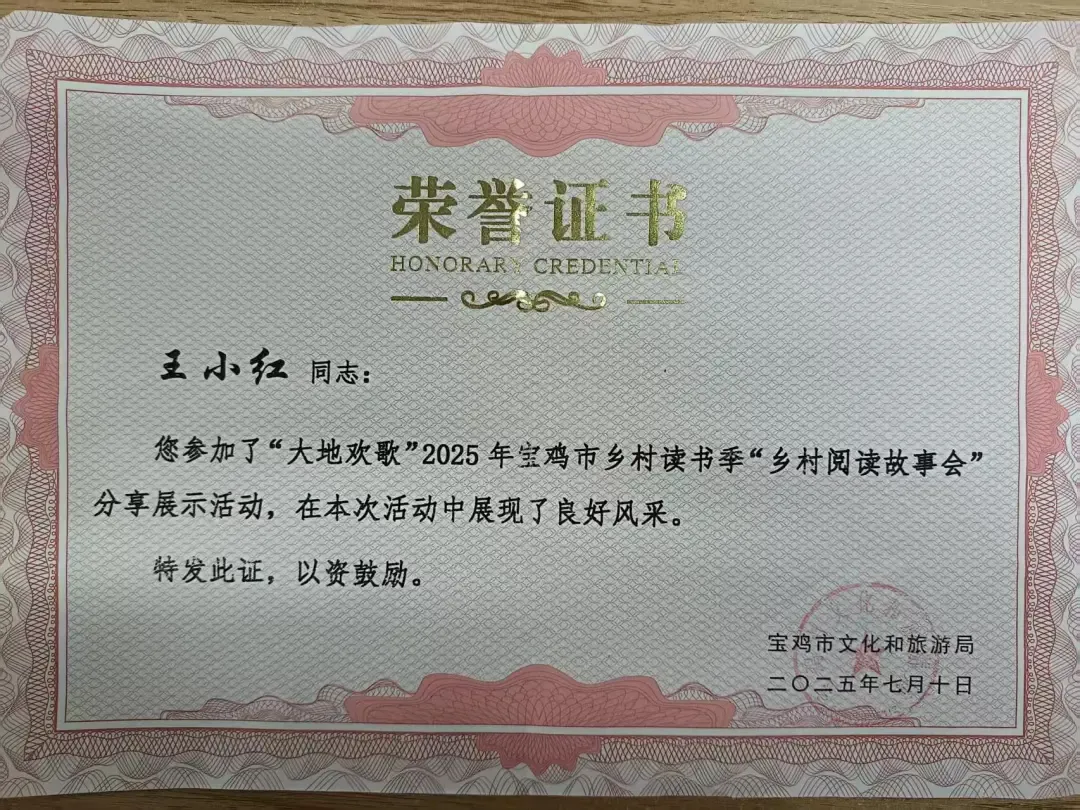 荣誉证书
HONORARY CREDENTIAL
王小红 同志：
您参加了“大地欢歌”2025年宝鸡市乡村读书季“乡村阅读故事会”
分享展示活动，在本次活动中展现了良好风采。
特发此证，以资鼓励。
宝鸡市文化和旅游局
二〇二五年七月十日